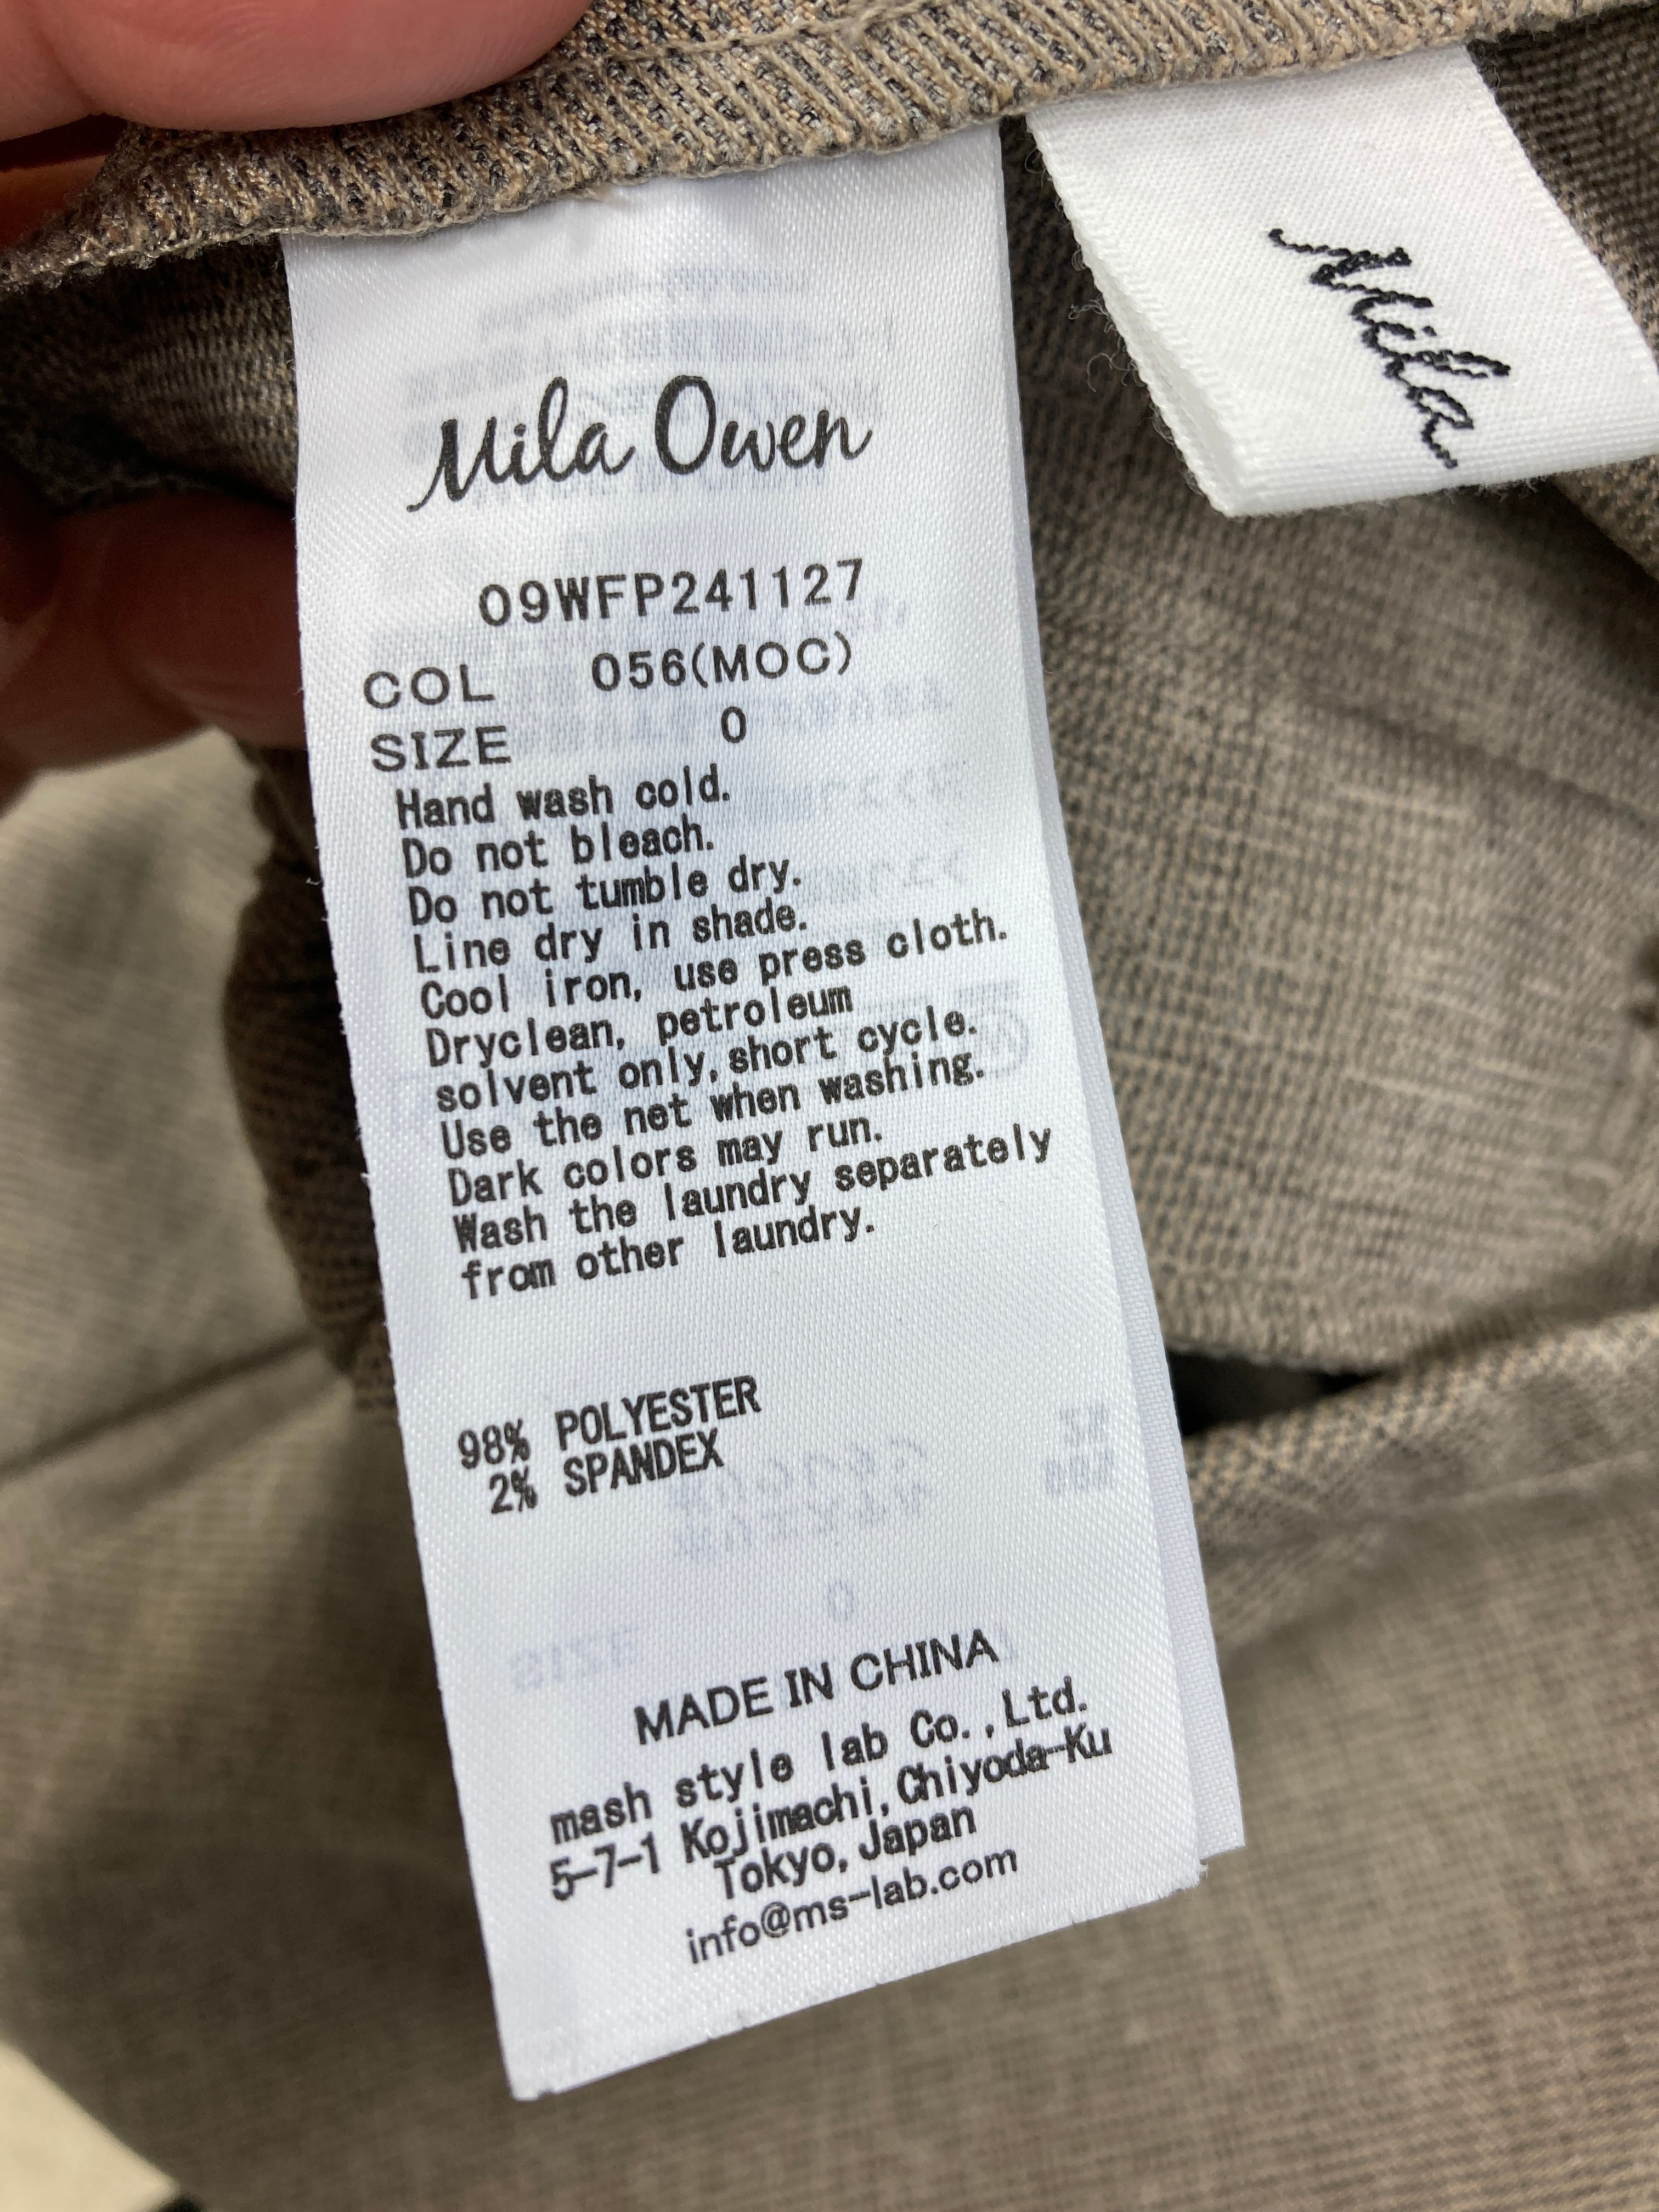 Mila Owen
09WFP241127
COL 056(MOC)
SIZE 0
Hand wash cold.
Do not bleach.
Do not tumble dry.
Line dry in shade.
Cool iron, use press cloth.
Dryclean, petroleum
solvent only, short cycle.
Use the net when washing.
Dark colors may run.
Wash the laundry separately
from other laundry.
98% POLYESTER
2% SPANDEX
MADE IN CHINA
mash style lab Co.,Ltd.
5-7-1 Kojimachi, Chiyoda-Ku
Tokyo, Japan
info@ms-lab.com
Mila